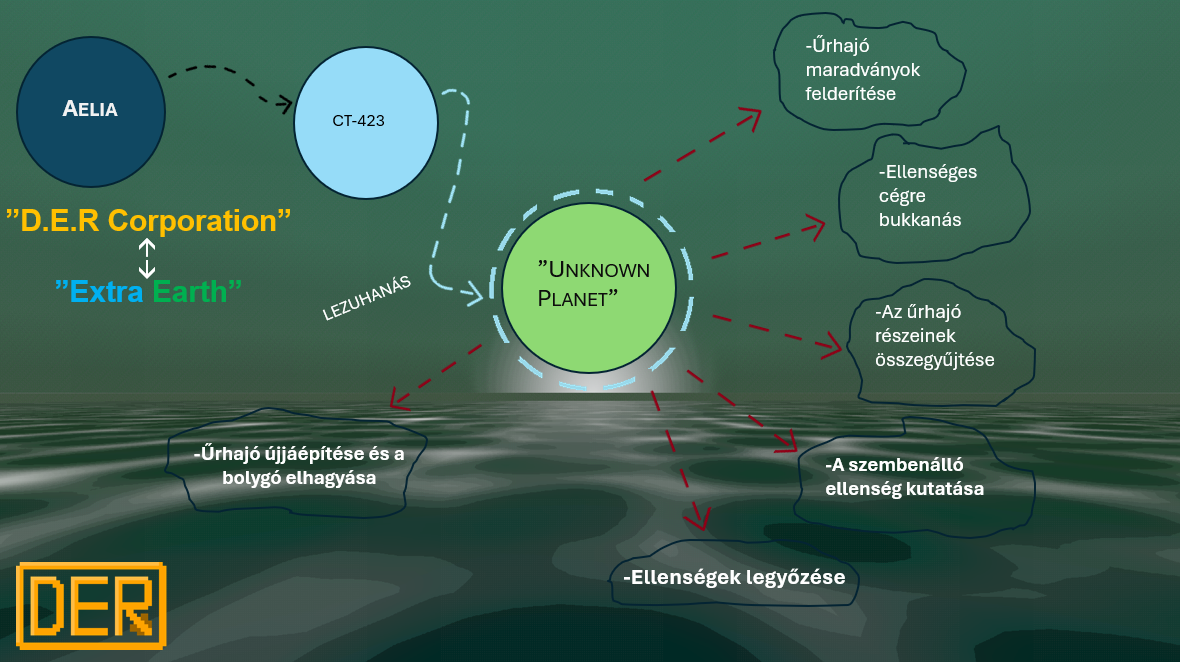 AELIA
CT-423
”D.E.R Corporation”
”Extra Earth”
LEZUHANÁS
”UNKNOWN
PLANET”
-Űrhajó
maradványok
felderítése
-Ellenséges
cégre
bukkanás
-Az űrhajó
részeinek
összegyűjtése
-A szembenálló
ellenség kutatása
-Ellenségek legyőzése
-Űrhajó újjáépítése és a
bolygó elhagyása
DER